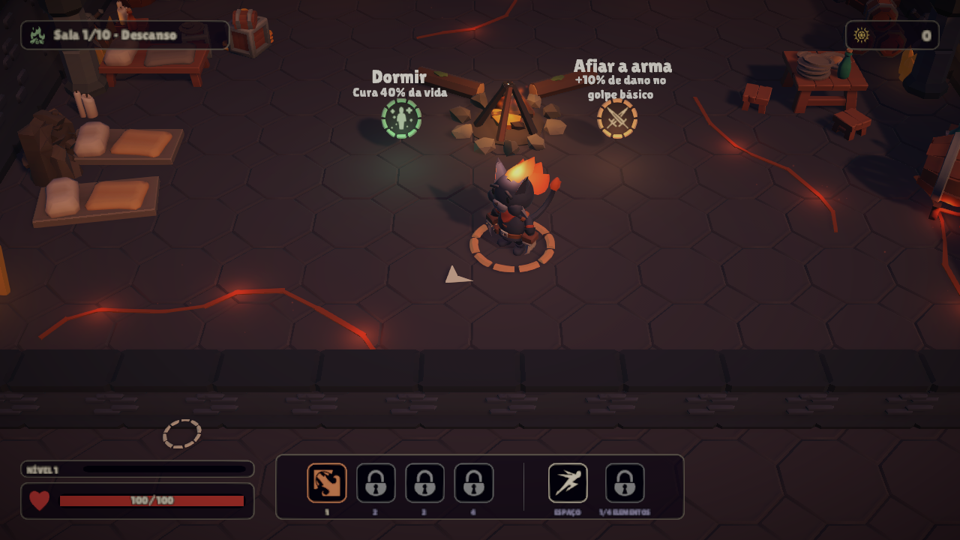 Sala 1/10 - Descanso
0
Dormir
Cura 40% da vida
Afiar a arma
+10% de dano no
golpe básico
NÍVEL 1
100/100
1
2
3
4
ESPAÇO
1/4 ELEMENTOS